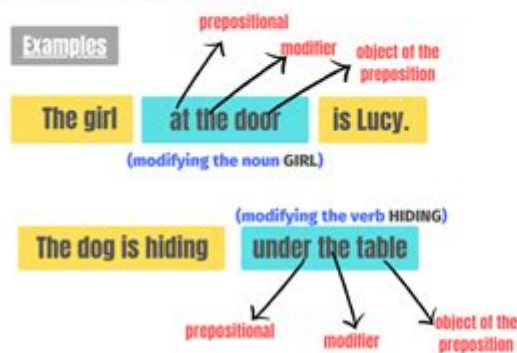 prepositional
Examples
modifier
object of the
preposition
The girl at the door is Lucy.
(modifying the noun GIRL)
(modifying the verb HIDING)
The dog is hiding under the table
prepositional
modifier
object of the
preposition